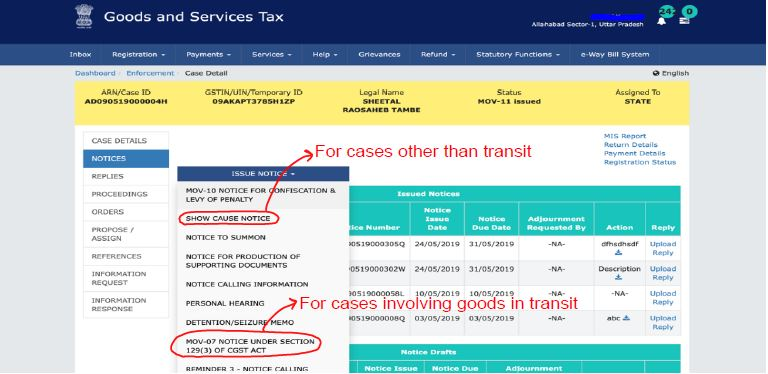 Goods and Services Tax
24 0
Allahabad Sector-1, Uttar Pradesh
Inbox Registration Payments Services Help Grievances Refund Statutory Functions e-Way Bill System
Dashboard / Enforcement / Case Detail English
ARN/Case ID GSTIN/UIN/Temporary ID Legal Name Status Assigned To
AD090519000004H 09AKAPT3785H1ZP SHEETAL RAOSAHEB TAMBE MOV-11 issued STATE
MIS Report
Return Details
Payment Details
Registration Status
CASE DETAILS
NOTICES
REPLIES
PROCEEDINGS
ORDERS
PROPOSE /
ASSIGN
REFERENCES
INFORMATION
REQUEST
INFORMATION
RESPONSE
For cases other than transit
ISSUE NOTICE
MOV-10 NOTICE FOR CONFISCATION &
LEVY OF PENALTY
SHOW CAUSE NOTICE
NOTICE TO SUMMON
NOTICE FOR PRODUCTION OF
SUPPORTING DOCUMENTS
NOTICE CALLING INFORMATION
PERSONAL HEARING
DETENTION/SEIZURE MEMO
MOV-07 NOTICE UNDER SECTION
129(3) OF CGST ACT
REMINDER 3 - NOTICE CALLING
For cases involving goods in transit
Issued Notices
Number Notice Issue Date Notice Due Date Adjournment Requested By Action Reply
24/05/2019 31/05/2019 -NA- dfhsdhsdf Upload Reply
24/05/2019 31/05/2019 -NA- Description Upload Reply
10/05/2019 10/05/2019 -NA- -NA- Upload Reply
03/05/2019 03/05/2019 -NA- abc Upload Reply
Notice Drafts
Notice Issue Notice Due Adjournment